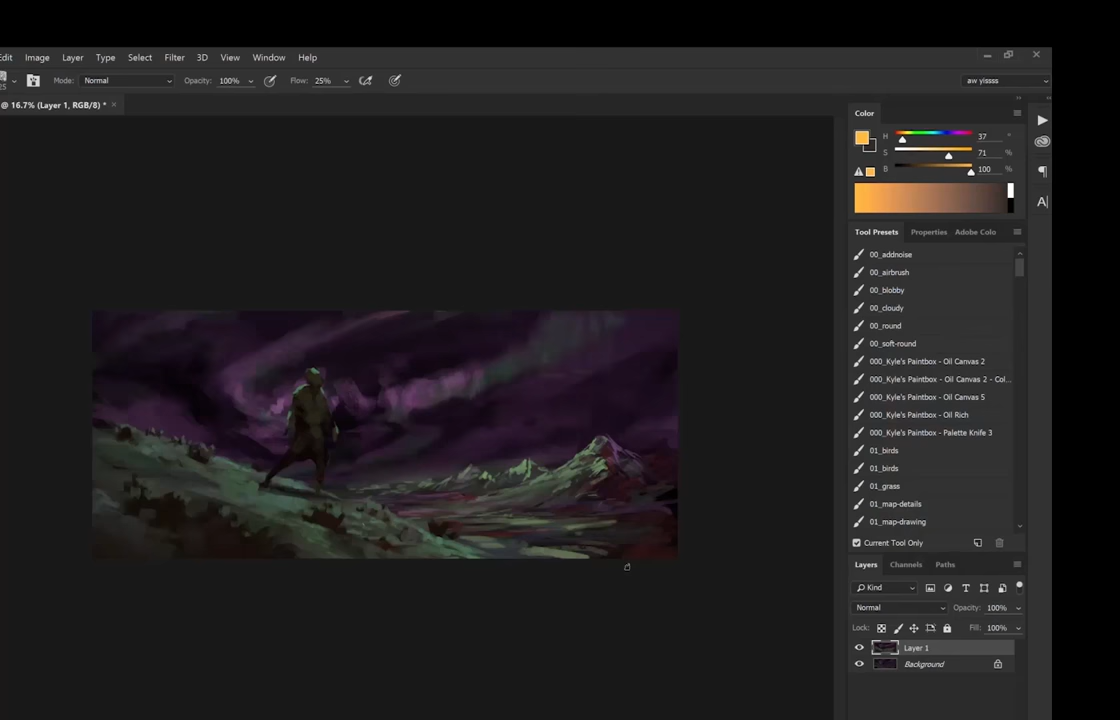 Edit Image Layer Type Select Filter 3D View Window Help
25 Mode: Normal Opacity: 100% Flow: 25% aw yissss
@ 16.7% (Layer 1, RGB/8) * ×
Color
H 37 °
S 71 %
B 100 %
Tool Presets Properties Adobe Colo
00_addnoise
00_airbrush
00_blobby
00_cloudy
00_round
00_soft-round
000_Kyle's Paintbox - Oil Canvas 2
000_Kyle's Paintbox - Oil Canvas 2 - Col...
000_Kyle's Paintbox - Oil Canvas 5
000_Kyle's Paintbox - Oil Rich
000_Kyle's Paintbox - Palette Knife 3
01_birds
01_birds
01_grass
01_map-details
01_map-drawing
Current Tool Only
Layers Channels Paths
Kind
Normal Opacity: 100%
Lock: Fill: 100%
Layer 1
Background